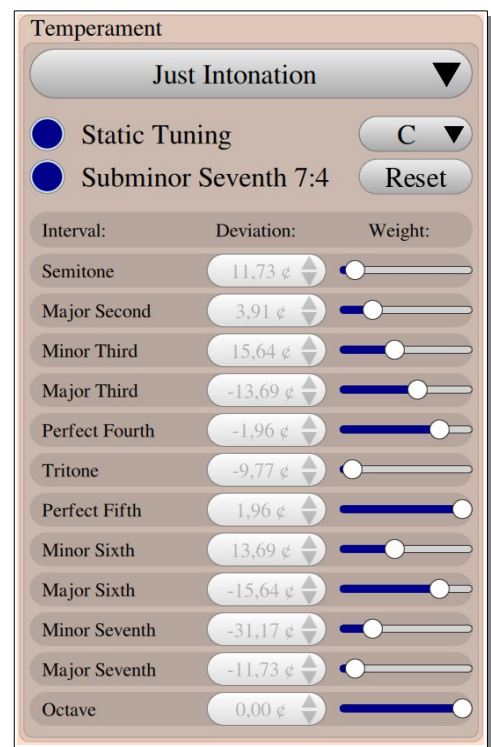 Temperament
Just Intonation
Static Tuning C
Subminor Seventh 7:4 Reset
Interval: Deviation: Weight:
Semitone 11,73 ¢
Major Second 3,91 ¢
Minor Third 15,64 ¢
Major Third -13,69 ¢
Perfect Fourth -1,96 ¢
Tritone -9,77 ¢
Perfect Fifth 1,96 ¢
Minor Sixth 13,69 ¢
Major Sixth -15,64 ¢
Minor Seventh -31,17 ¢
Major Seventh -11,73 ¢
Octave 0,00 ¢